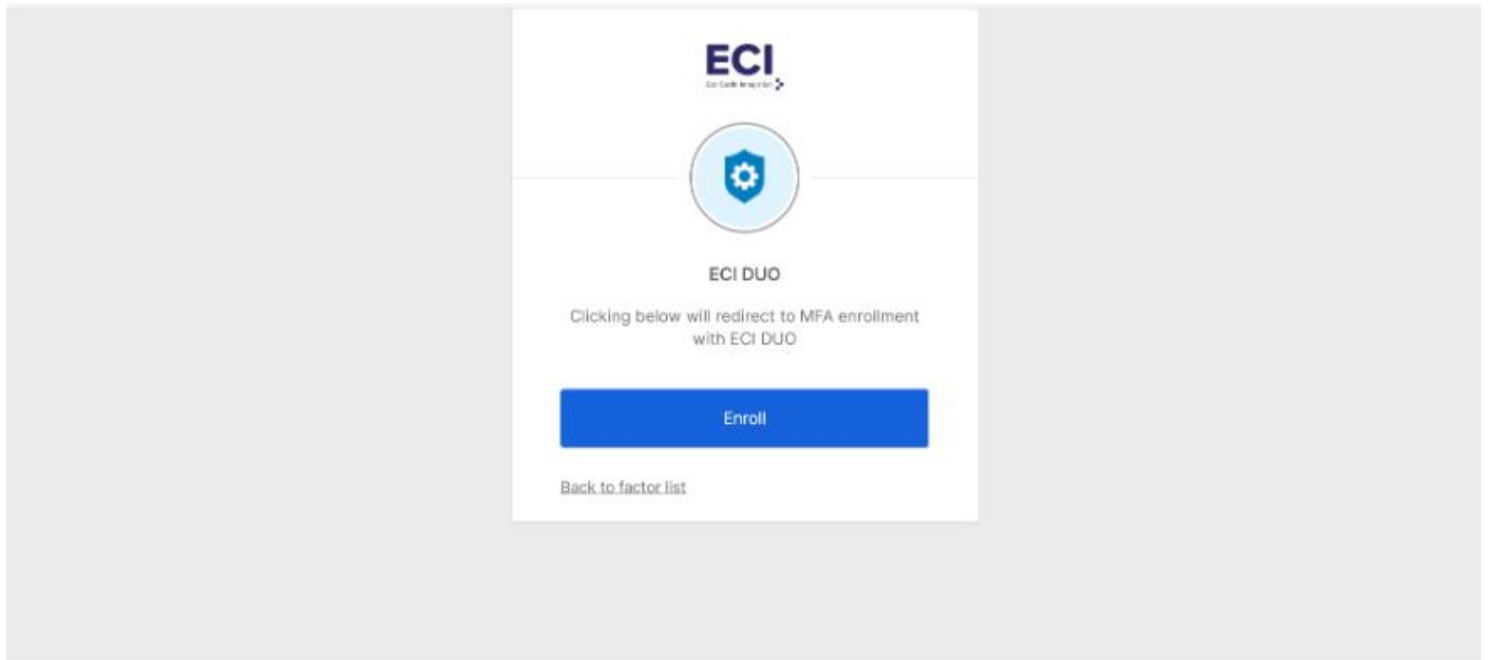 ECI
ECI DUO
Clicking below will redirect to MFA enrollment
with ECI DUO
Enroll
Back to factor list